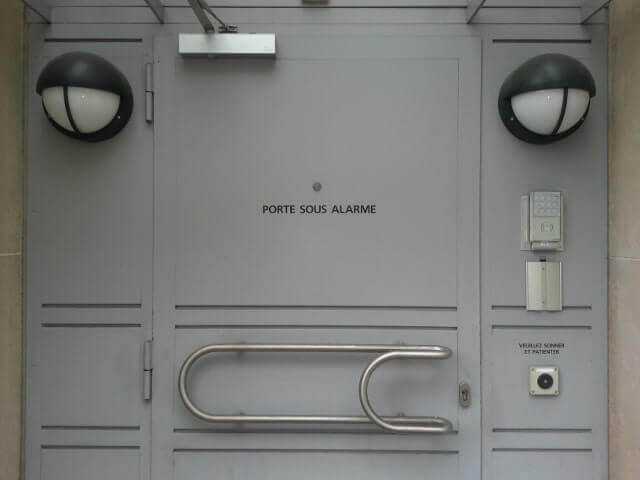 PORTE SOUS ALARME
VEUILLEZ SONNER
ET PATIENTER